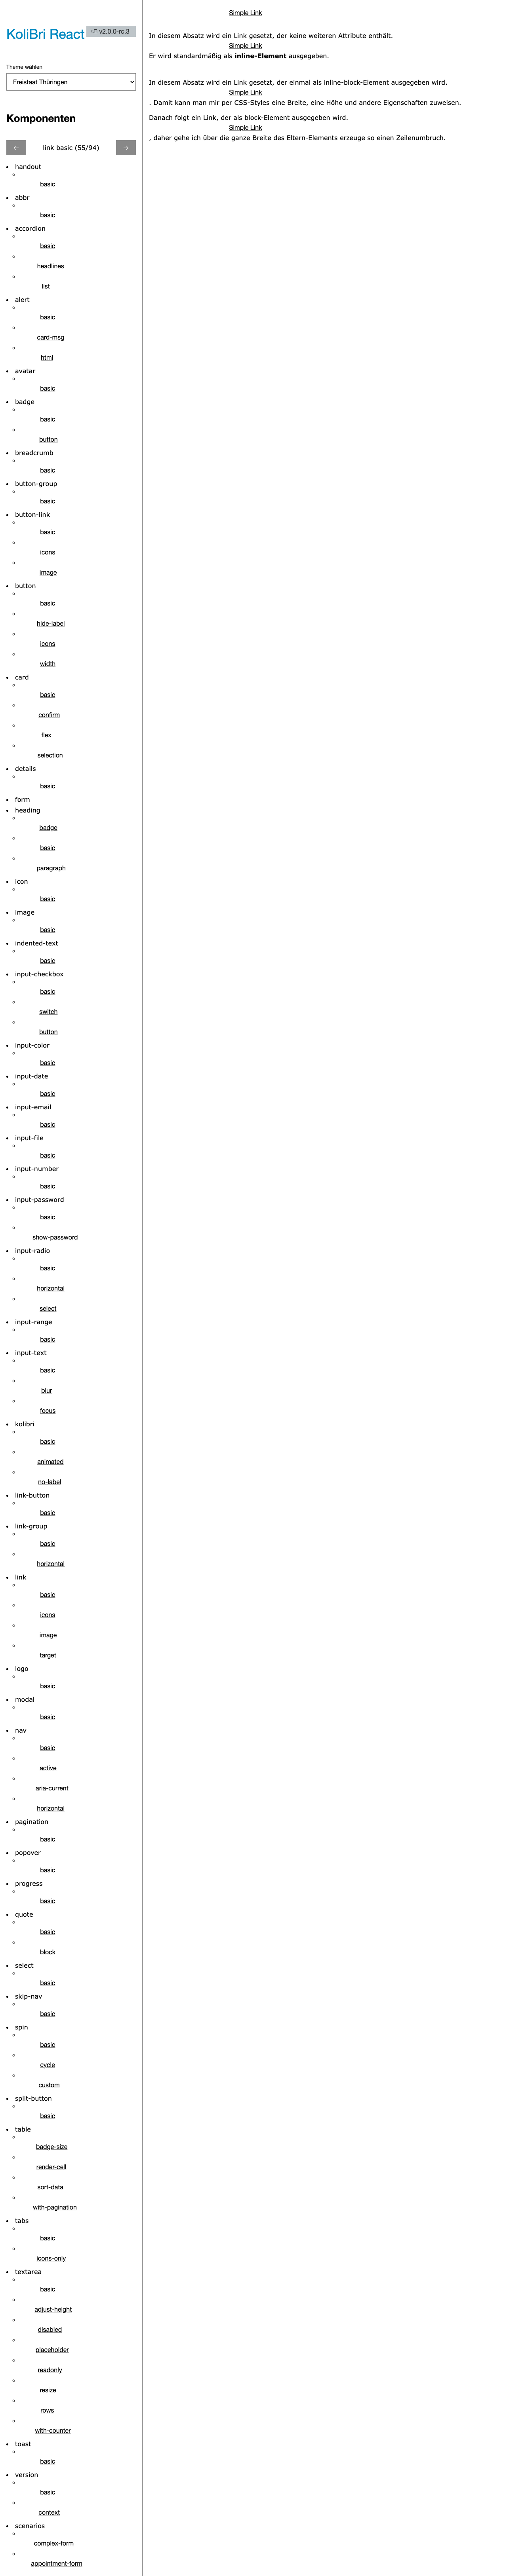 KoliBri React
v2.0.0-rc.3
Theme wählen
Freistaat Thüringen
Komponenten
←
link basic (55/94)
→
handout
basic
abbr
basic
accordion
basic
headlines
list
alert
basic
card-msg
html
avatar
basic
badge
basic
button
breadcrumb
basic
button-group
basic
button-link
basic
icons
image
button
basic
hide-label
icons
width
card
basic
confirm
flex
selection
details
basic
form
heading
badge
basic
paragraph
icon
basic
image
basic
indented-text
basic
input-checkbox
basic
switch
button
input-color
basic
input-date
basic
input-email
basic
input-file
basic
input-number
basic
input-password
basic
show-password
input-radio
basic
horizontal
select
input-range
basic
input-text
basic
blur
focus
kolibri
basic
animated
no-label
link-button
basic
link-group
basic
horizontal
link
basic
icons
image
target
logo
basic
modal
basic
nav
basic
active
aria-current
horizontal
pagination
basic
popover
basic
progress
basic
quote
basic
block
select
basic
skip-nav
basic
spin
basic
cycle
custom
split-button
basic
table
badge-size
render-cell
sort-data
with-pagination
tabs
basic
icons-only
textarea
basic
adjust-height
disabled
placeholder
readonly
resize
rows
with-counter
toast
basic
version
basic
context
scenarios
complex-form
appointment-form
Simple Link
In diesem Absatz wird ein Link gesetzt, der keine weiteren Attribute enthält.
Simple Link
Er wird standardmäßig als inline-Element ausgegeben.
In diesem Absatz wird ein Link gesetzt, der einmal als inline-block-Element ausgegeben wird.
Simple Link
. Damit kann man mir per CSS-Styles eine Breite, eine Höhe und andere Eigenschaften zuweisen.
Danach folgt ein Link, der als block-Element ausgegeben wird.
Simple Link
, daher gehe ich über die ganze Breite des Eltern-Elements erzeuge so einen Zeilenumbruch.